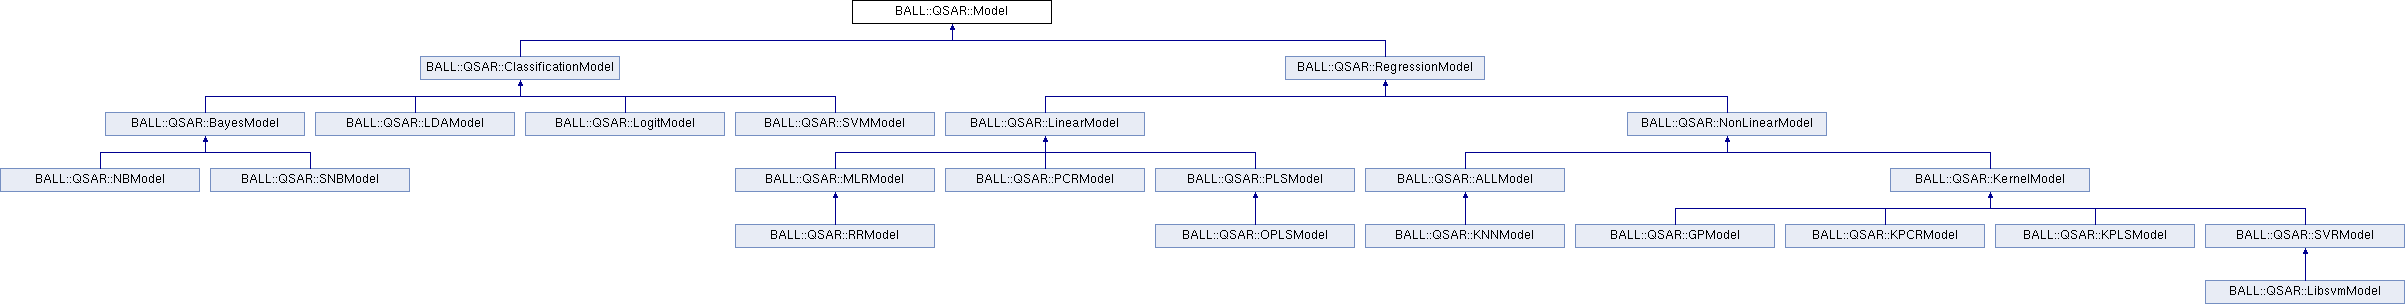 BALL::QSAR::Model
BALL::QSAR::ClassificationModel
BALL::QSAR::RegressionModel
BALL::QSAR::BayesModel
BALL::QSAR::LDAModel
BALL::QSAR::LogitModel
BALL::QSAR::SVMModel
BALL::QSAR::LinearModel
BALL::QSAR::NonLinearModel
BALL::QSAR::NBModel
BALL::QSAR::SNBModel
BALL::QSAR::MLRModel
BALL::QSAR::PCRModel
BALL::QSAR::PLSModel
BALL::QSAR::ALLModel
BALL::QSAR::KernelModel
BALL::QSAR::RRModel
BALL::QSAR::OPLSModel
BALL::QSAR::KNNModel
BALL::QSAR::GPModel
BALL::QSAR::KPCRModel
BALL::QSAR::KPLSModel
BALL::QSAR::SVRModel
BALL::QSAR::LibsvmModel